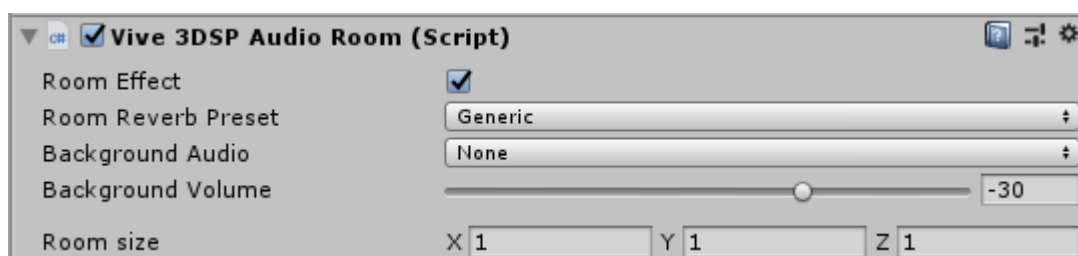 C# Vive 3DSP Audio Room (Script)
Room Effect
Room Reverb Preset Generic
Background Audio None
Background Volume -30
Room size X 1 Y 1 Z 1